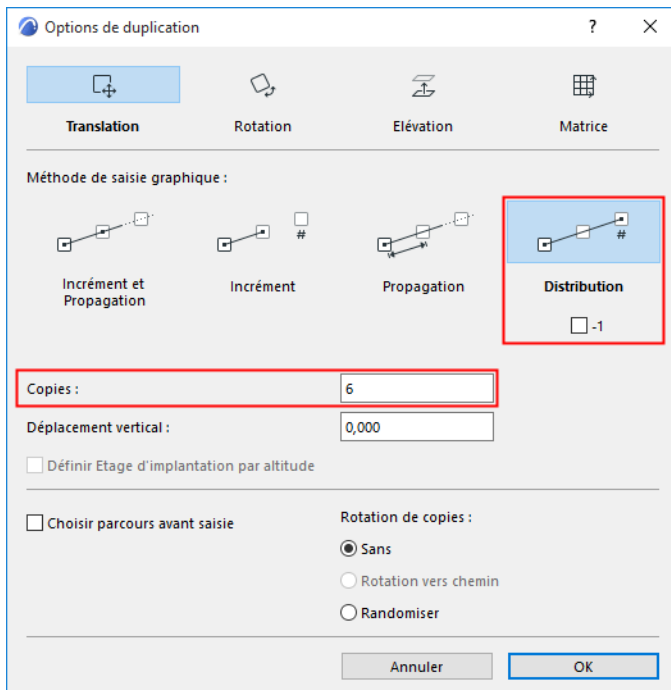 Options de duplication ?
Translation Rotation Elévation Matrice
Méthode de saisie graphique :
# #
Incrément et Incrément Propagation Distribution
Propagation
-1
Copies : 6
Déplacement vertical : 0,000
Définir Etage d'implantation par altitude
Choisir parcours avant saisie Rotation de copies :
Sans
Rotation vers chemin
Randomiser
Annuler OK